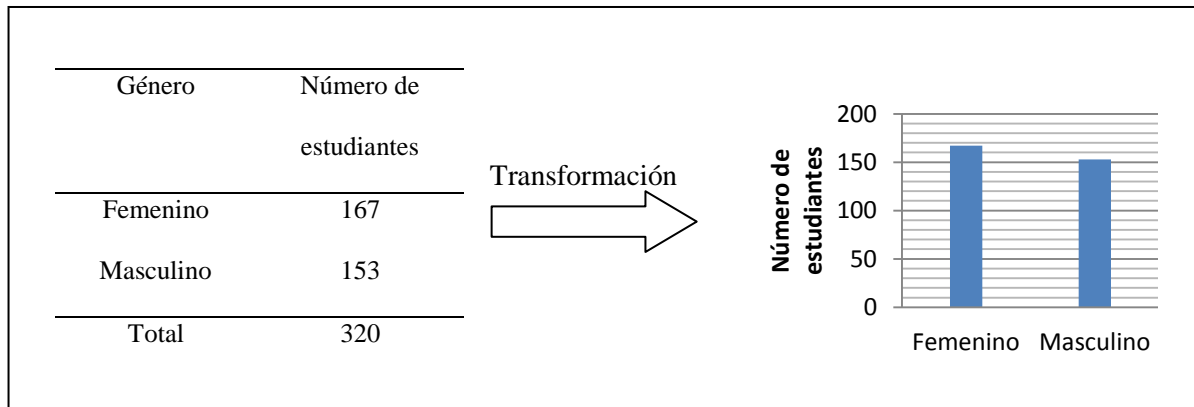 Género Número de
estudiantes
Femenino 167
Masculino 153
Total 320
Transformación
Número de
estudiantes
200
150
100
50
0
Femenino Masculino